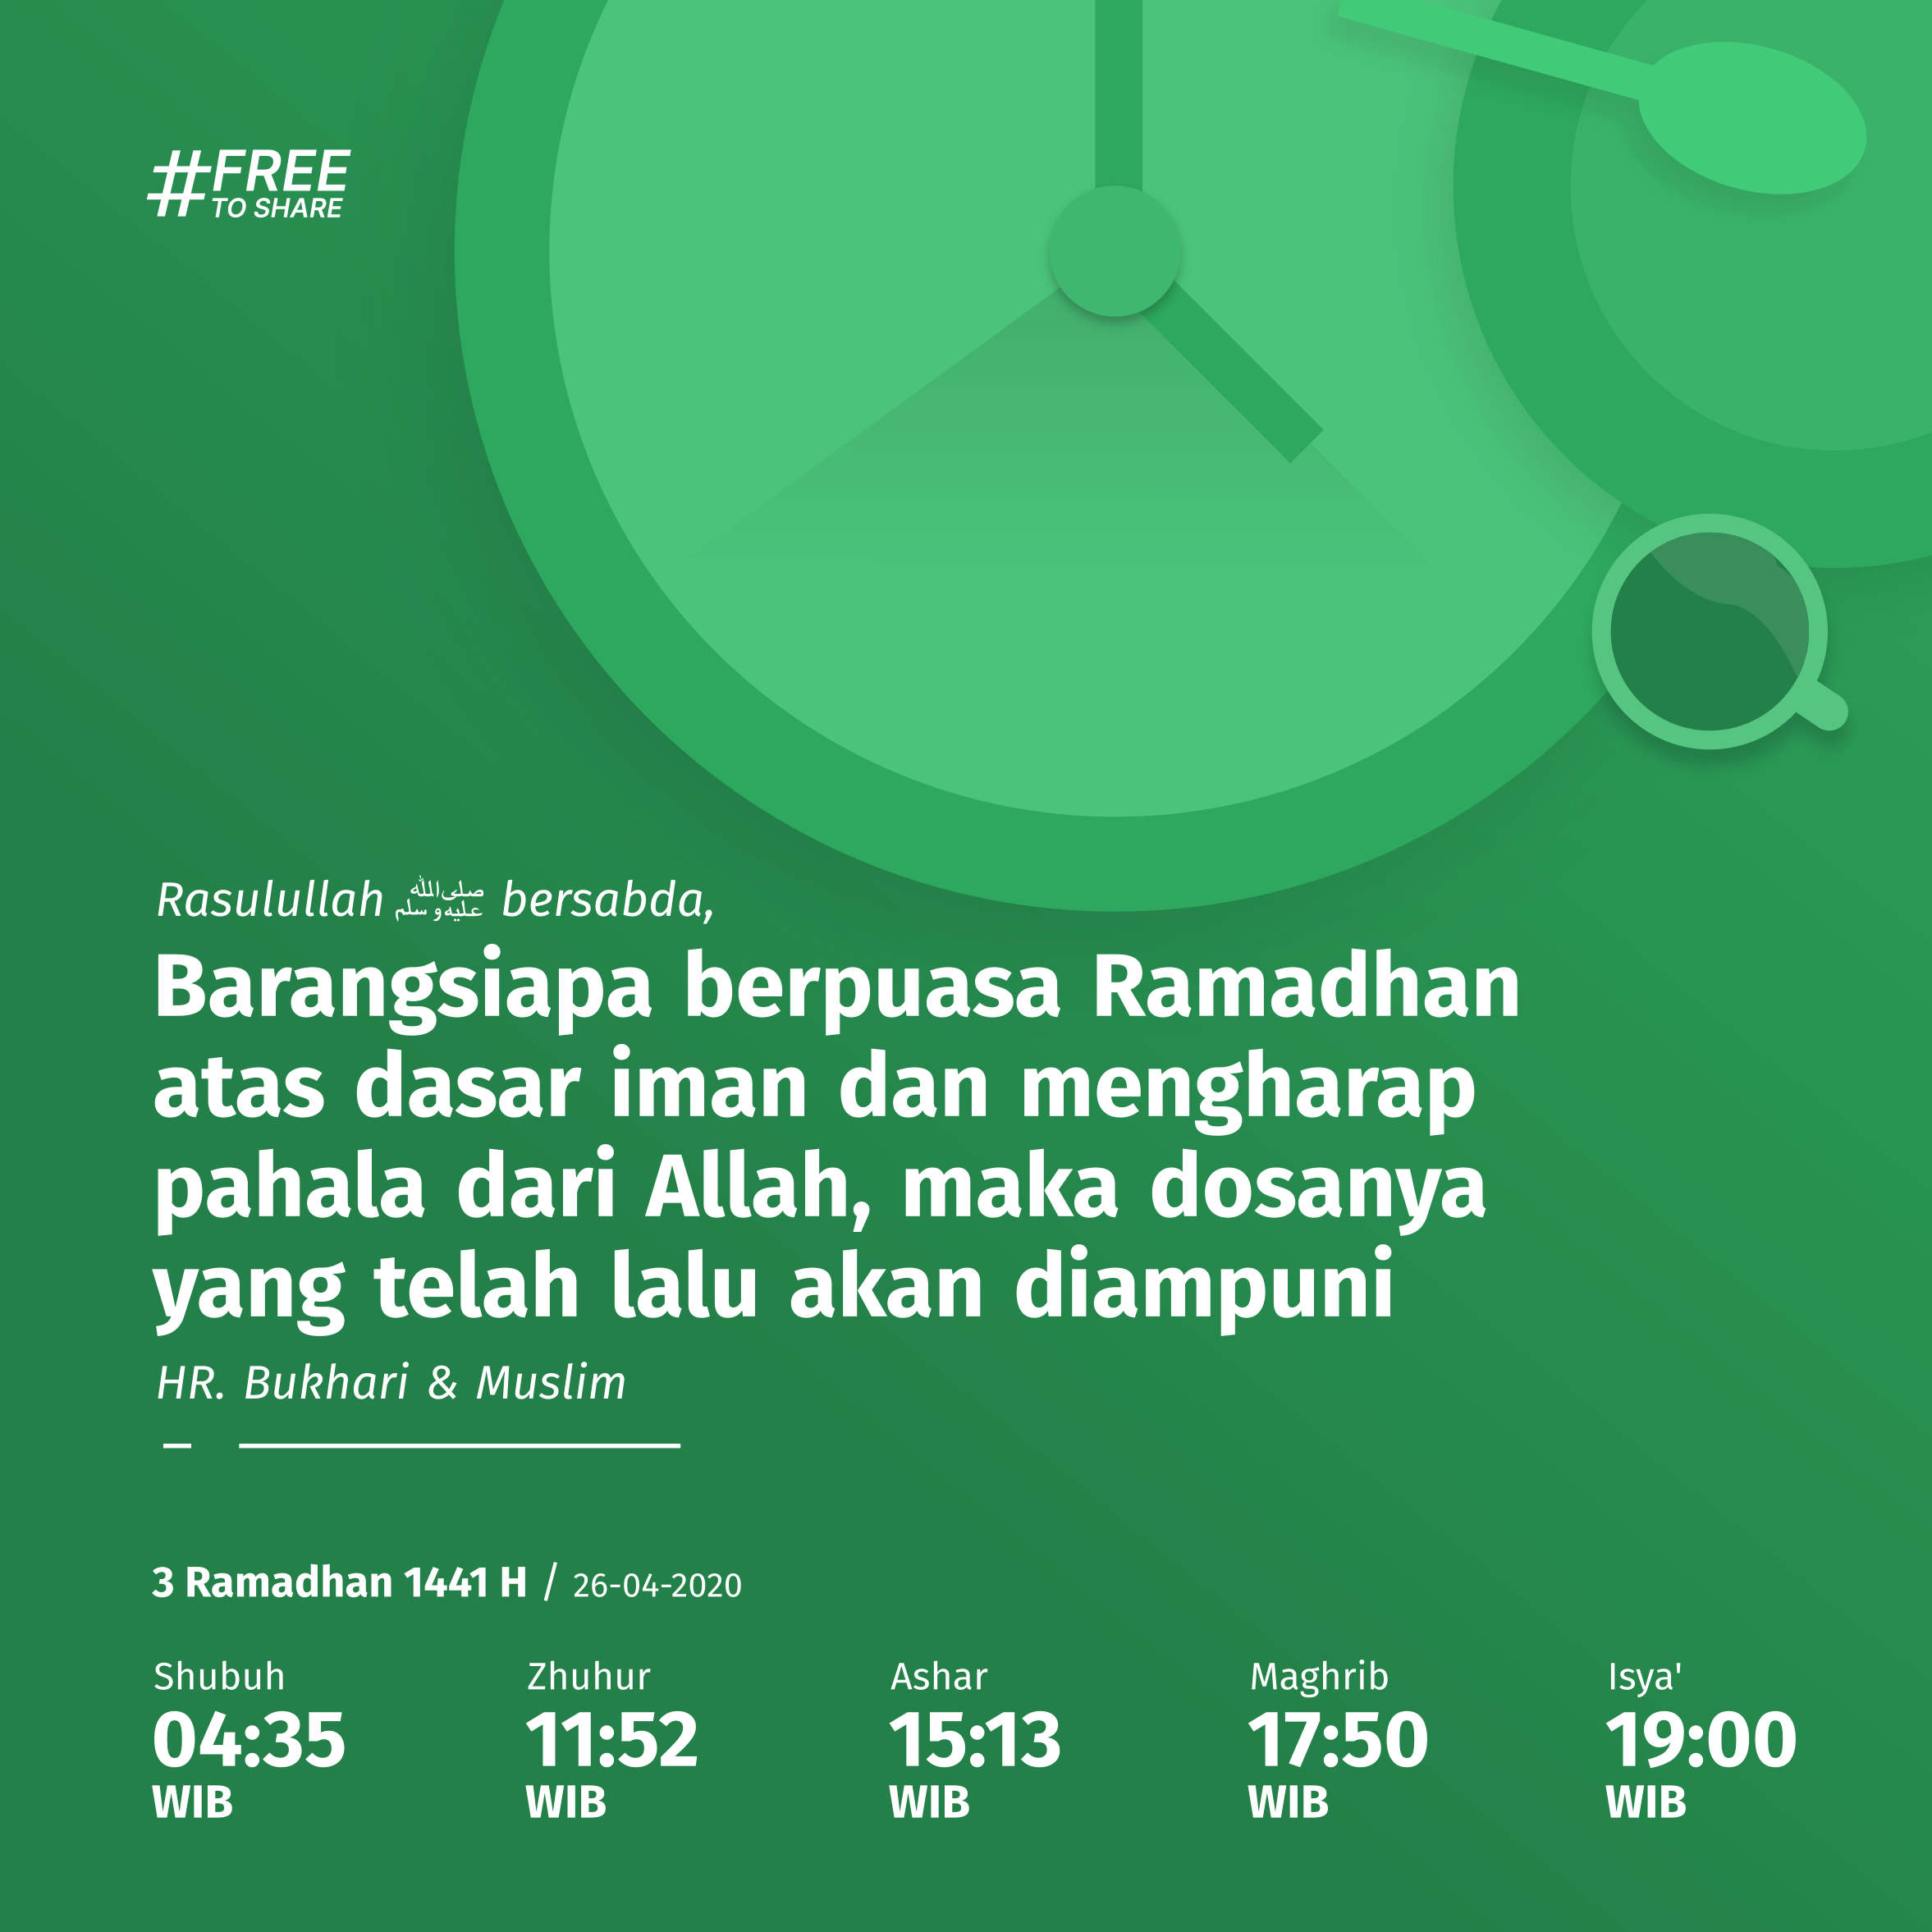 #FREE
TO SHARE
Rasulullah صلى الله عليه و سلم bersabda,
Barangsiapa berpuasa Ramadhan
atas dasar iman dan mengharap
pahala dari Allah, maka dosanya
yang telah lalu akan diampuni
HR. Bukhari & Muslim
3 Ramadhan 1441 H / 26-04-2020
Shubuh Zhuhur Ashar Maghrib Isya'
04:35 11:52 15:13 17:50 19:00
WIB WIB WIB WIB WIB